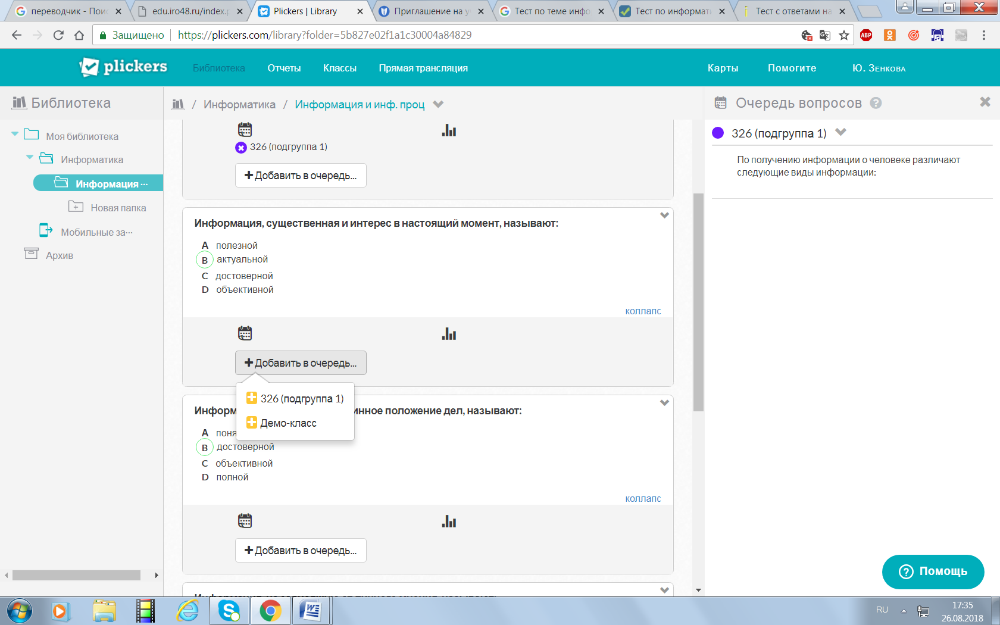 переводчик - Пои
edu.iro48.ru/index.p
Plickers | Library
Приглашение на у
Тест по теме инфо
Тест по информати
Тест с ответами на
Защищено
https://plickers.com/library?folder=5b827e02f1a1c30004a84829
ABP
plickers
Библиотека
Отчеты
Классы
Прямая трансляция
Карты
Помогите
Ю. Зенкова
Библиотека
Моя библиотека
Информатика
Информация ...
Новая папка
Мобильные за...
Архив
/ Информатика / Информация и инф. проц
326 (подгруппа 1)
+ Добавить в очередь...
Информация, существенная и интерес в настоящий момент, называют:
A полезной
B актуальной
C достоверной
D объективной
коллапс
+ Добавить в очередь...
326 (подгруппа 1)
Демо-класс
Информ
инное положение дел, называют:
A поня
B достоверной
C объективной
D полной
коллапс
+ Добавить в очередь...
Очередь вопросов ?
326 (подгруппа 1)
По получению информации о человеке различают
следующие виды информации:
? Помощь
RU
17:35
26.08.2018